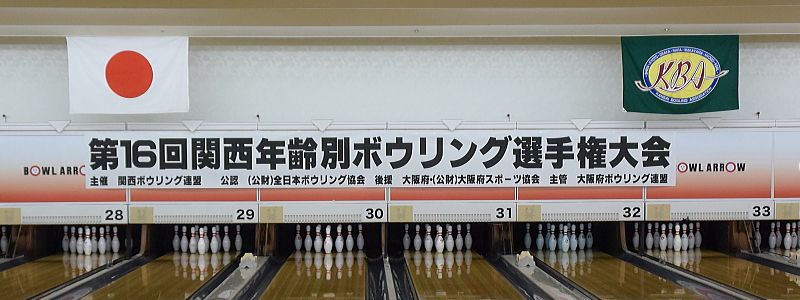 KBA
第16回関西年齢別ボウリング選手権大会
主催 関西ボウリング連盟 公認 (公財)全日本ボウリング協会 後援 大阪府・(公財)大阪府スポーツ協会 主管 大阪府ボウリング連盟
BOWL ARR
OWL ARROW
28 29 30 31 32 33